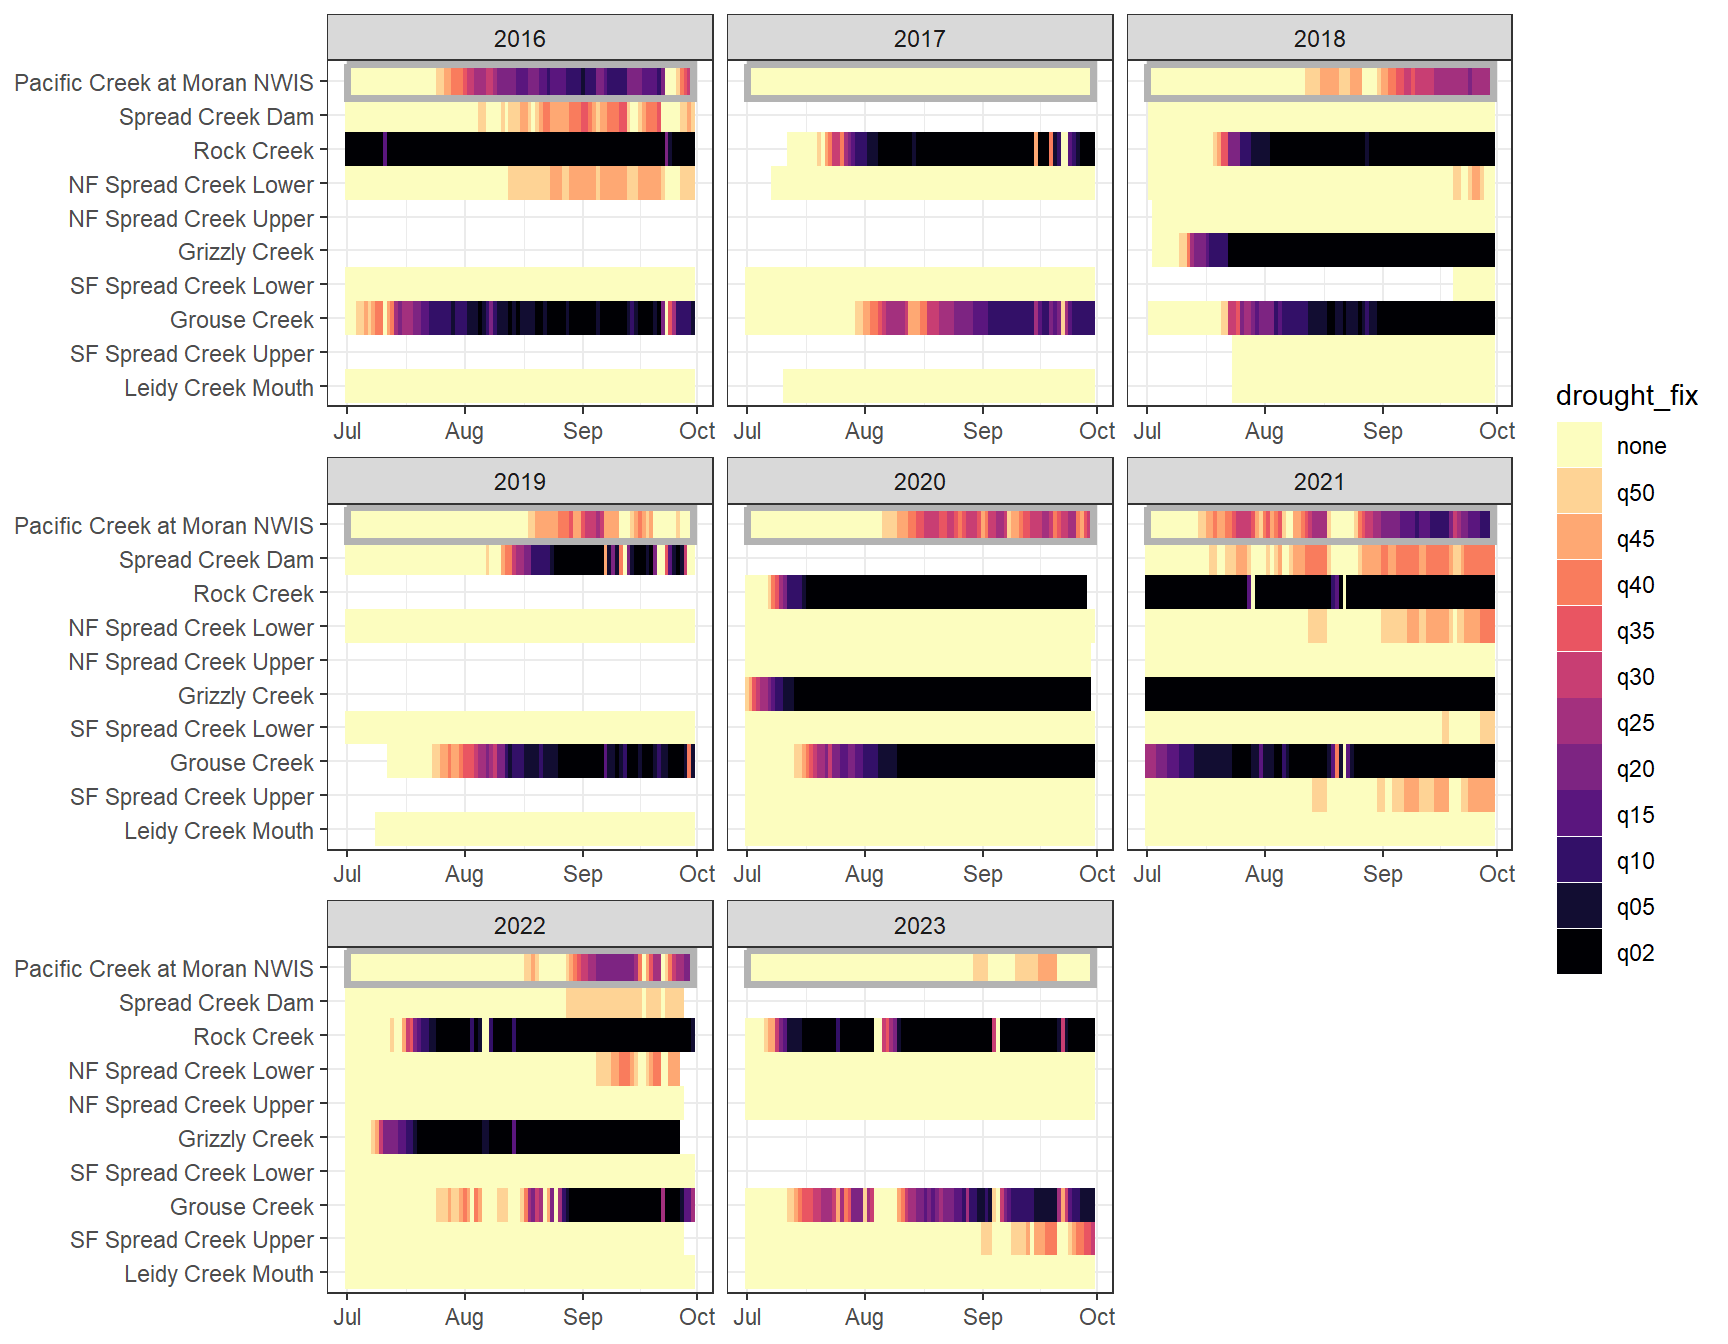 2016 2017 2018
Pacific Creek at Moran NWIS
Spread Creek Dam
Rock Creek
NF Spread Creek Lower
NF Spread Creek Upper
Grizzly Creek
SF Spread Creek Lower
Grouse Creek
SF Spread Creek Upper
Leidy Creek Mouth
Jul Aug Sep Oct Jul Aug Sep Oct Jul Aug Sep Oct
2019 2020 2021
Pacific Creek at Moran NWIS
Spread Creek Dam
Rock Creek
NF Spread Creek Lower
NF Spread Creek Upper
Grizzly Creek
SF Spread Creek Lower
Grouse Creek
SF Spread Creek Upper
Leidy Creek Mouth
Jul Aug Sep Oct Jul Aug Sep Oct Jul Aug Sep Oct
2022 2023
Pacific Creek at Moran NWIS
Spread Creek Dam
Rock Creek
NF Spread Creek Lower
NF Spread Creek Upper
Grizzly Creek
SF Spread Creek Lower
Grouse Creek
SF Spread Creek Upper
Leidy Creek Mouth
Jul Aug Sep Oct Jul Aug Sep Oct
drought_fix
none
q50
q45
q40
q35
q30
q25
q20
q15
q10
q05
q02